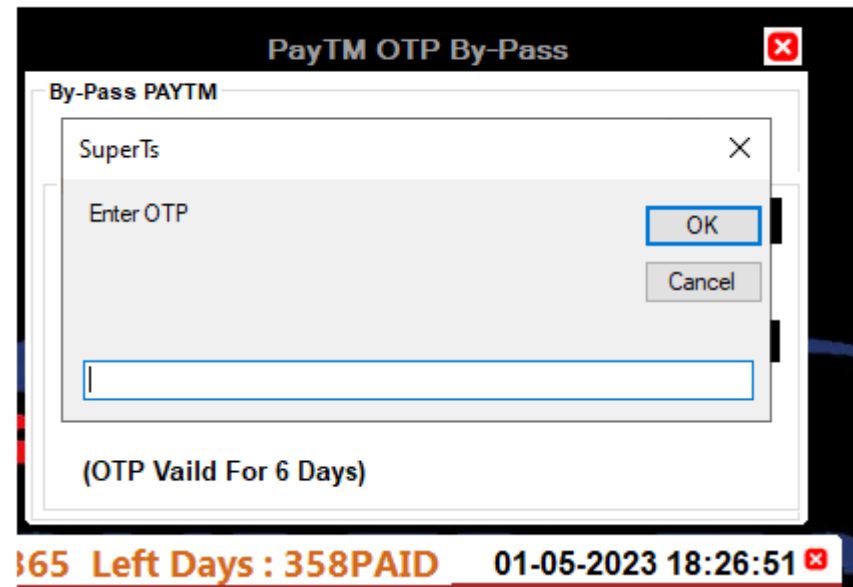 PayTM OTP By-Pass
By-Pass PAYTM
SuperTs
Enter OTP
OK
Cancel
(OTP Vaild For 6 Days)
365 Left Days : 358PAID 01-05-2023 18:26:51